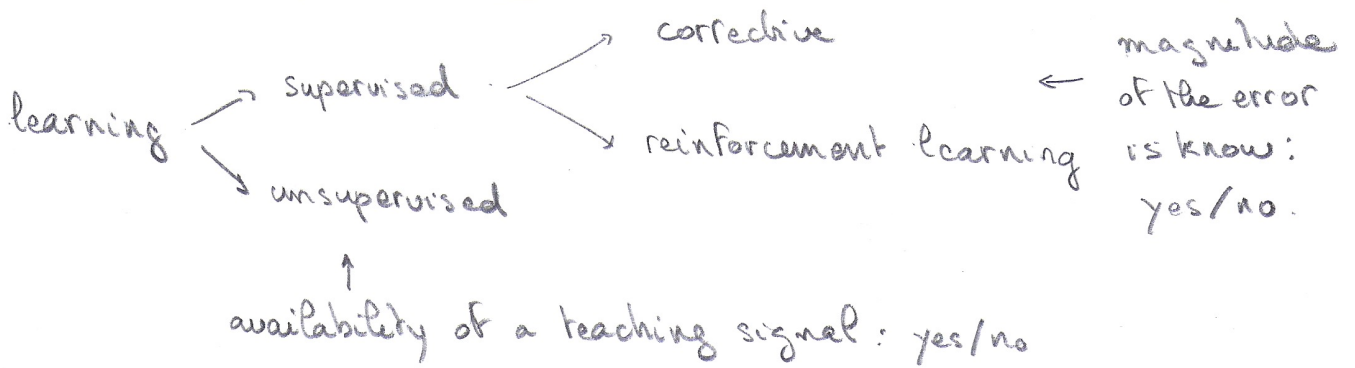 corrective
supervised
learning
reinforcement learning
unsupervised
magnitude
of the error
is know:
yes/no.
availability of a teaching signal: yes/no